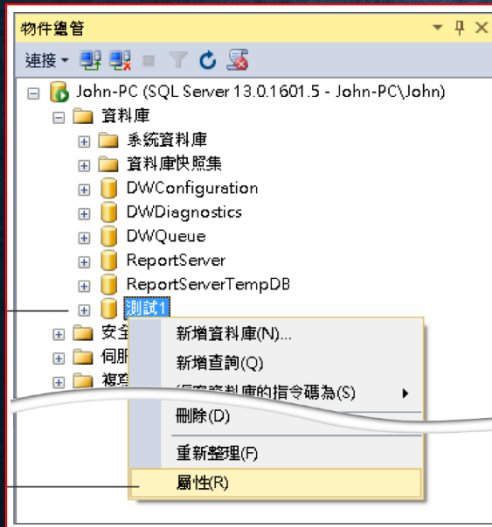 物件總管
連接
John-PC (SQL Server 13.0.1601.5 - John-PC\John)
資料庫
系統資料庫
資料庫快照集
DWConfiguration
DWDiagnostics
DWQueue
ReportServer
ReportServerTempDB
測試1
安全
伺服
複寫
新增資料庫(N)...
新增查詢(Q)
資料庫的指令碼為(S)
刪除(D)
重新整理(F)
屬性(R)